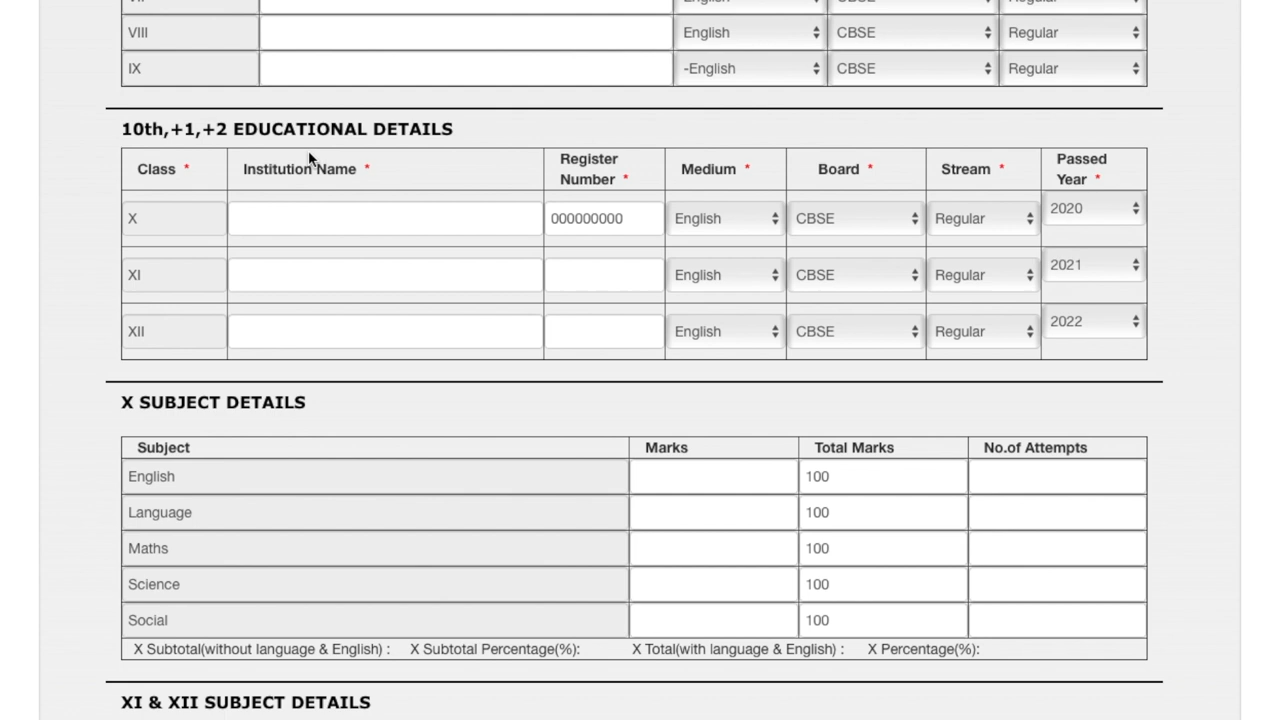 VIII English CBSE Regular
IX -English CBSE Regular
10th,+1,+2 EDUCATIONAL DETAILS
Class * Institution Name * Register Number * Medium * Board * Stream * Passed Year *
X 000000000 English CBSE Regular 2020
XI English CBSE Regular 2021
XII English CBSE Regular 2022
X SUBJECT DETAILS
Subject Marks Total Marks No.of Attempts
English 100
Language 100
Maths 100
Science 100
Social 100
X Subtotal(without language & English) : X Subtotal Percentage(%): X Total(with language & English) : X Percentage(%):
XI & XII SUBJECT DETAILS